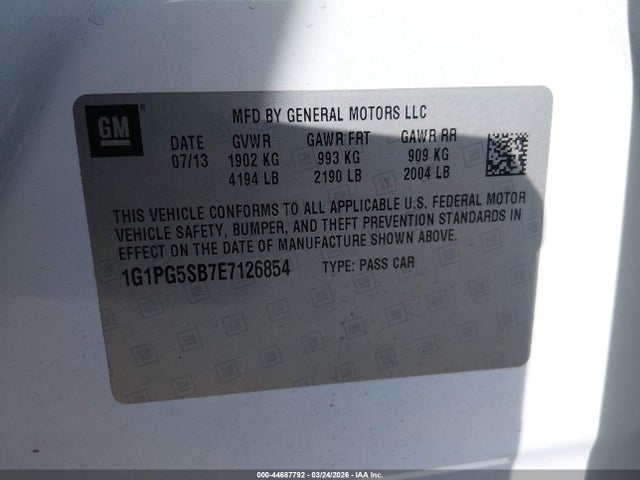 GM
MFD BY GENERAL MOTORS LLC
DATE GVWR GAWR FRT GAWR RR
07/13 1902 KG 993 KG 909 KG
4194 LB 2190 LB 2004 LB
THIS VEHICLE CONFORMS TO ALL APPLICABLE U.S. FEDERAL MOTOR
VEHICLE SAFETY, BUMPER, AND THEFT PREVENTION STANDARDS IN
EFFECT ON THE DATE OF MANUFACTURE SHOWN ABOVE.
1G1PG5SB7E7126854 TYPE: PASS CAR
000-44687792 - 03/24/2026 - IAAI Inc.